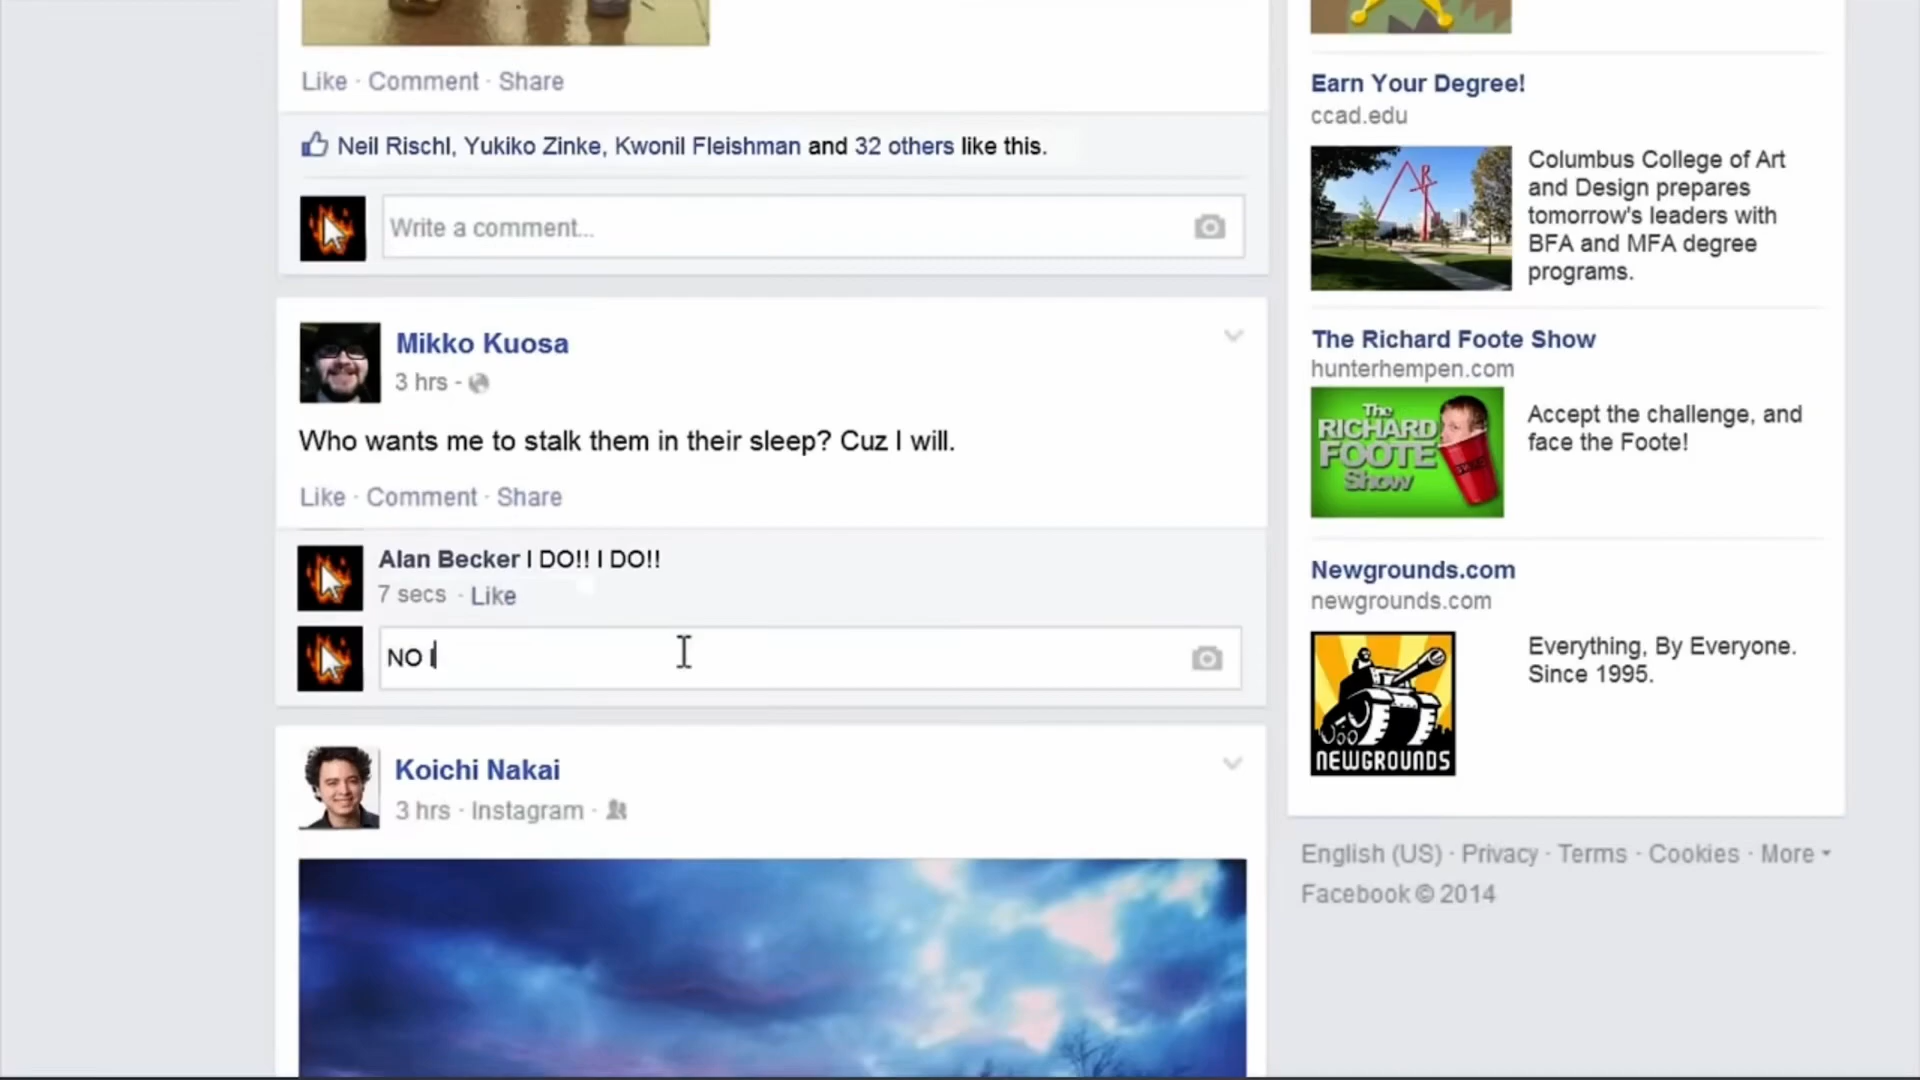 Like · Comment · Share
Neil Rischl, Yukiko Zinke, Kwonil Fleishman and 32 others like this.
Write a comment...
Mikko Kuosa
3 hrs -
Who wants me to stalk them in their sleep? Cuz I will.
Like · Comment · Share
Alan Becker I DO!! I DO!!
7 secs · Like
NO I
Koichi Nakai
3 hrs · Instagram ·
Earn Your Degree!
ccad.edu
ART
Columbus College of Art
and Design prepares
tomorrow's leaders with
BFA and MFA degree
programs.
The Richard Foote Show
hunterhempen.com
The
RICHARD
FOOTE
Show
Accept the challenge, and
face the Foote!
Newgrounds.com
newgrounds.com
NEWGROUNDS
Everything, By Everyone.
Since 1995.
English (US) · Privacy · Terms · Cookies · More
Facebook © 2014